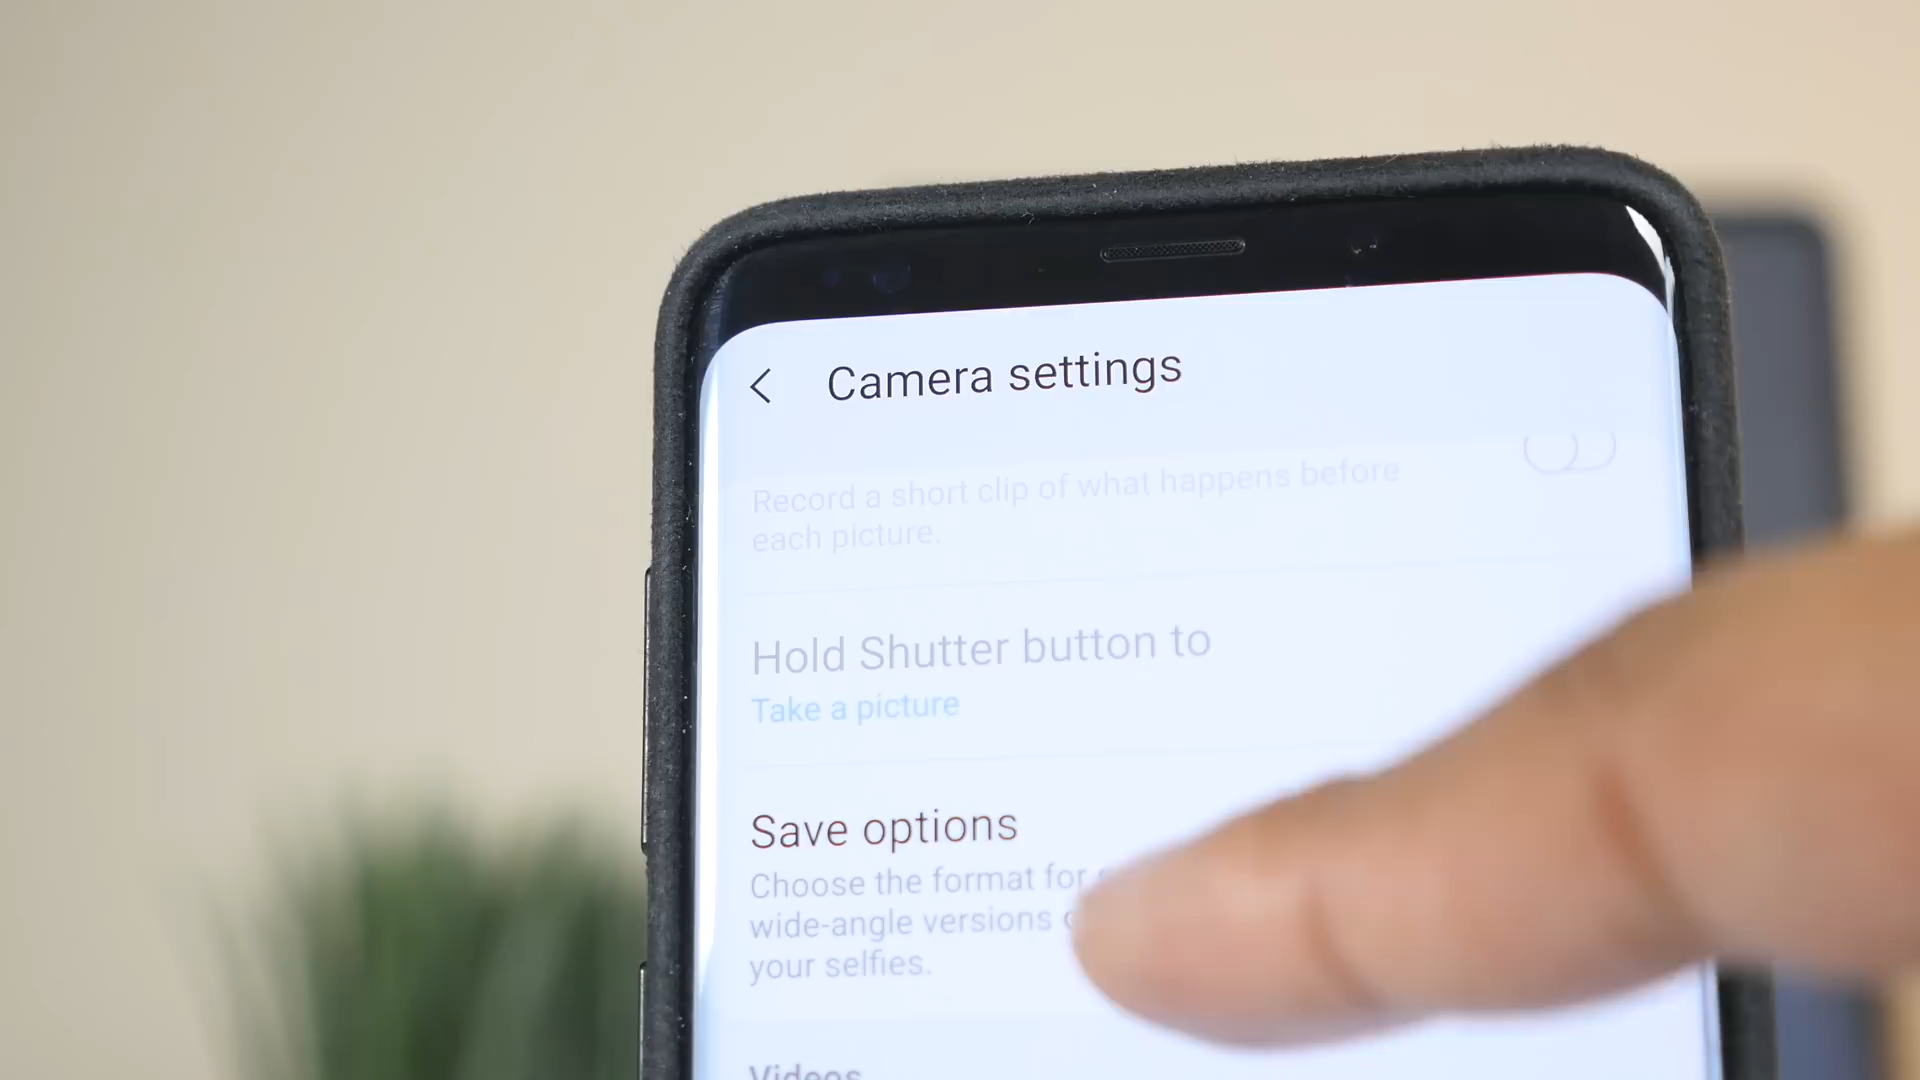 Camera settings
Record a short clip of what happens before
each picture.
Hold Shutter button to
Take a picture
Save options
Choose the format for
wide-angle versions
your selfies.
Videos